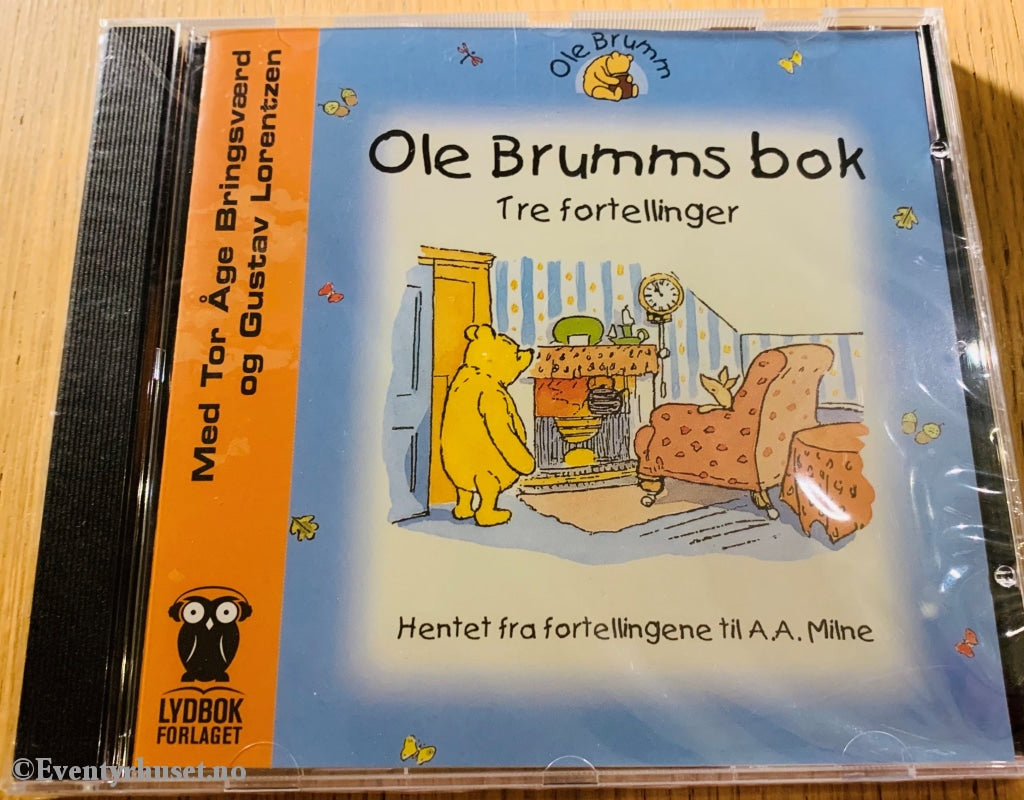 Med Tor Åge Bringsværd
og Gustav Lorentzen
Ole Brumm
Ole Brumms bok
Tre fortellinger
Hentet fra fortellingene til A.A. Milne
LYDBOK
FORLAGET
©Eventyrhuset.no